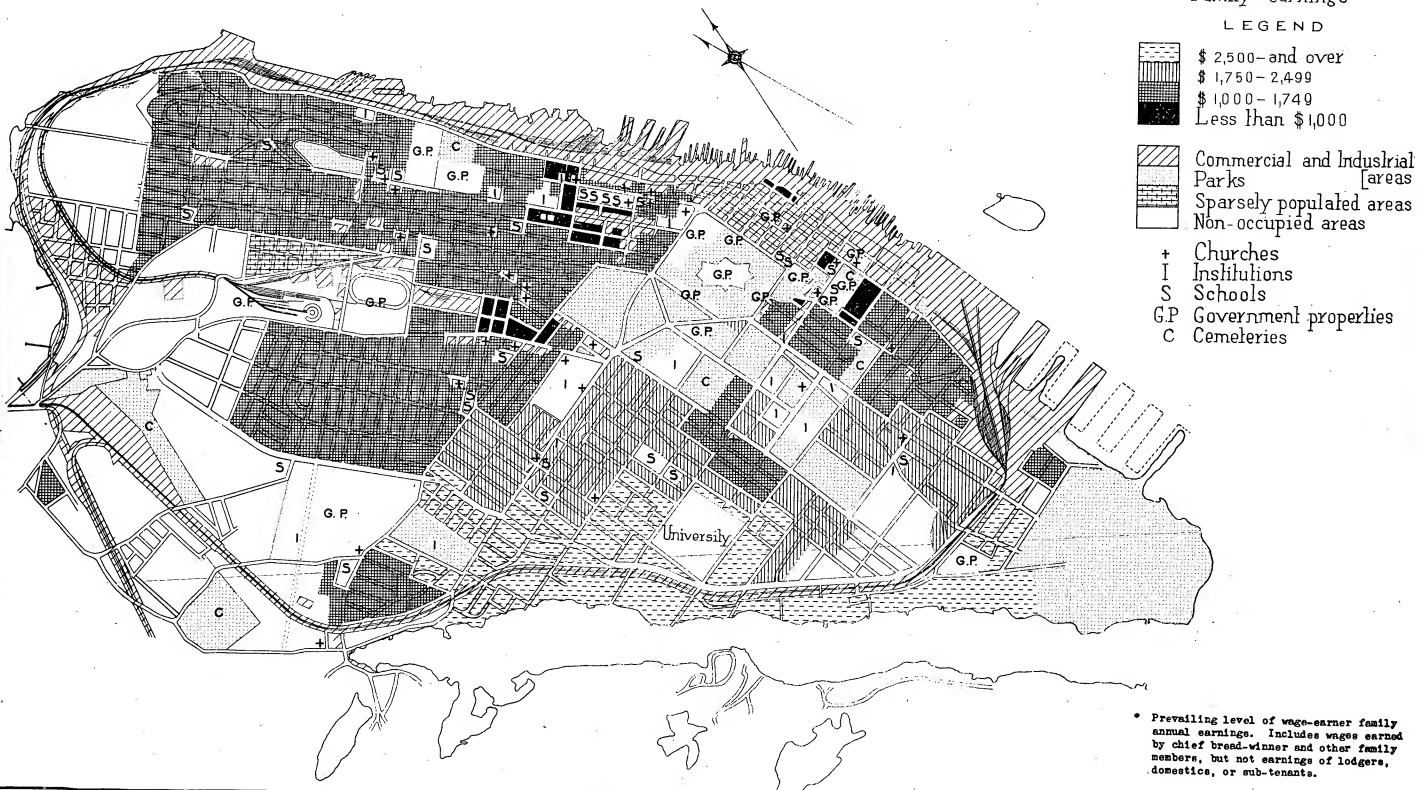 Family earnings
LEGEND
$ 2,500- and over
$ 1,750 - 2,499
$ 1,000 - 1,749
Less than $ 1,000
Commercial and Industrial
[areas
Parks
Sparsely populated areas
Non-occupied areas
+ Churches
I Institutions
S Schools
G.P Government properties
C Cemeteries
I
G.P.
C
G.P.
S
S
S
I
I
S S S S
S
S
S
S
G.P.
G.P.
G.P.
G.P.
G.P.
G.P.
G.P.
G.P.
G.P.
S S
G.P.
G.P.
C
G.P.
S
S
G.P.
S
S
I
S
I
C
I
I
I
I
C
S
S
S
C
S
S
S
S
S
S
I
G.P.
I
I
S
University
G.P.
C
* Prevailing level of wage-earner family
annual earnings. Includes wages earned
by chief bread-winner and other family
members, but not earnings of lodgers,
domestics, or sub-tenants.